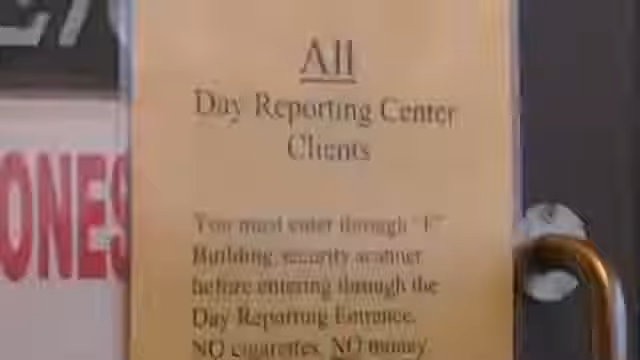 ONES
All
Day Reporting Center
Clients
You must enter through
Building security scanner
before entering through the
Day Reporting Entrance.
NO cigarettes, NO money